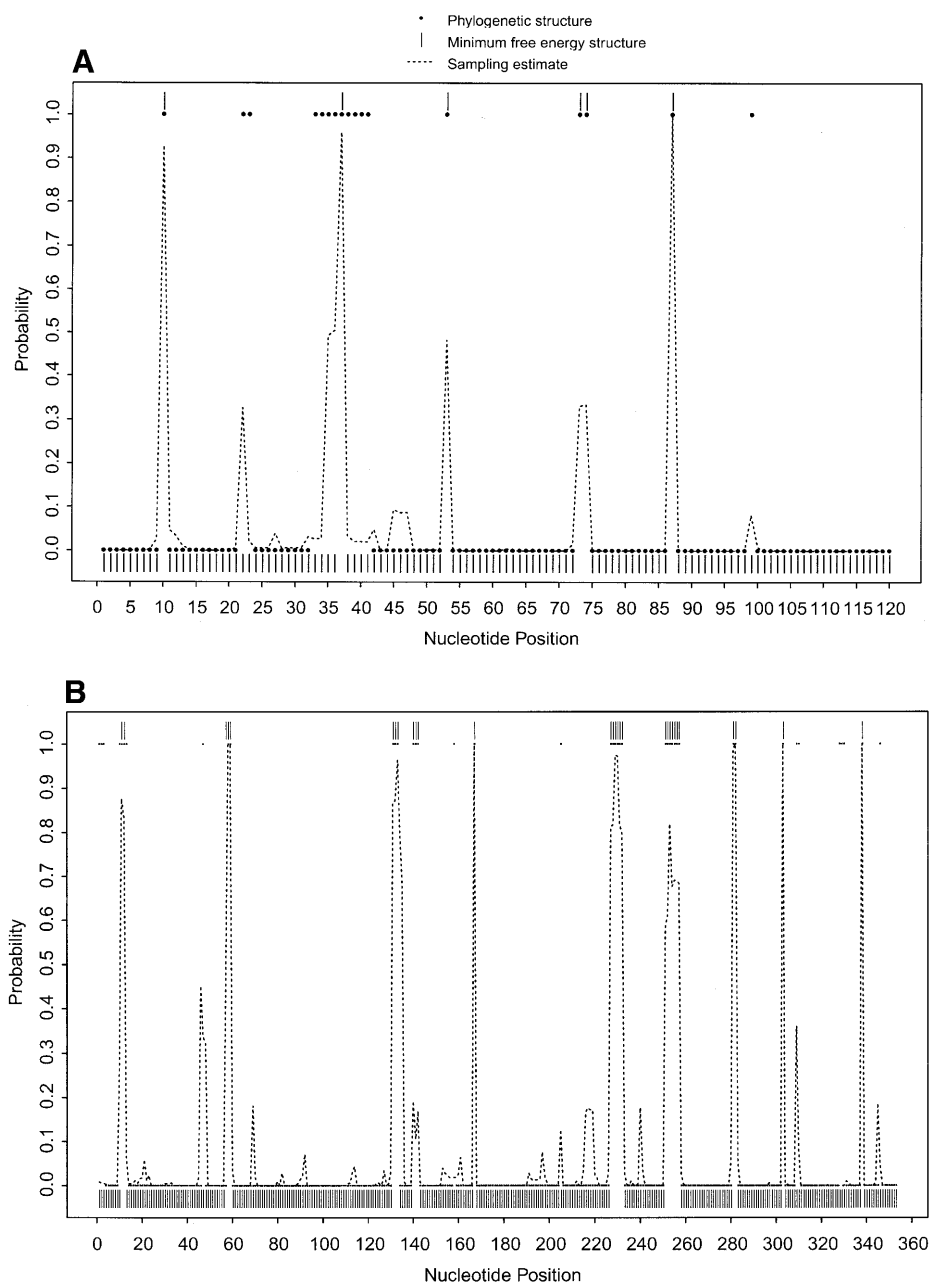 Phylogenetic structure
Minimum free energy structure
Sampling estimate
A
1.0
0.9
0.8
0.7
0.6
0.5
0.4
0.3
0.2
0.1
0.0
Probability
0 5 10 15 20 25 30 35 40 45 50 55 60 65 70 75 80 85 90 95 100 105 110 115 120
Nucleotide Position
B
1.0
0.9
0.8
0.7
0.6
0.5
0.4
0.3
0.2
0.1
0.0
Probability
0 20 40 60 80 100 120 140 160 180 200 220 240 260 280 300 320 340 360
Nucleotide Position